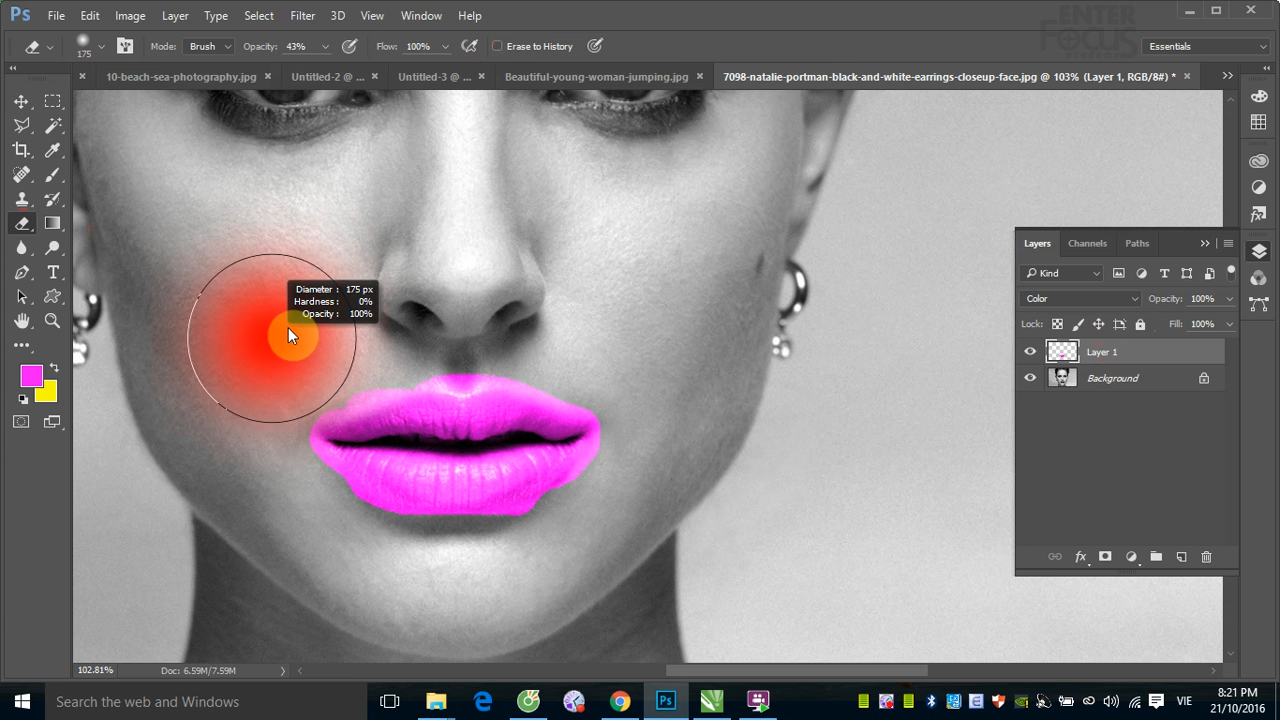 Ps File Edit Image Layer Type Select Filter 3D View Window Help
ENTER FOCUS
175 Mode: Brush Opacity: 43% Flow: 100% Erase to History Essentials
10-beach-sea-photography.jpg × Untitled-2 @ ... × Untitled-3 @ ... × Beautiful-young-woman-jumping.jpg × 7098-natalie-portman-black-and-white-earrings-closeup-face.jpg @ 103% (Layer 1, RGB/8#) * ×
Layers Channels Paths
Kind
Color Opacity: 100%
Lock: Fill: 100%
Layer 1
Background
fx
Diameter : 175 px
Hardness : 0%
Opacity : 100%
102.81% Doc: 6.59M/7.59M
Search the web and Windows
Ps
VIE
8:21 PM
21/10/2016